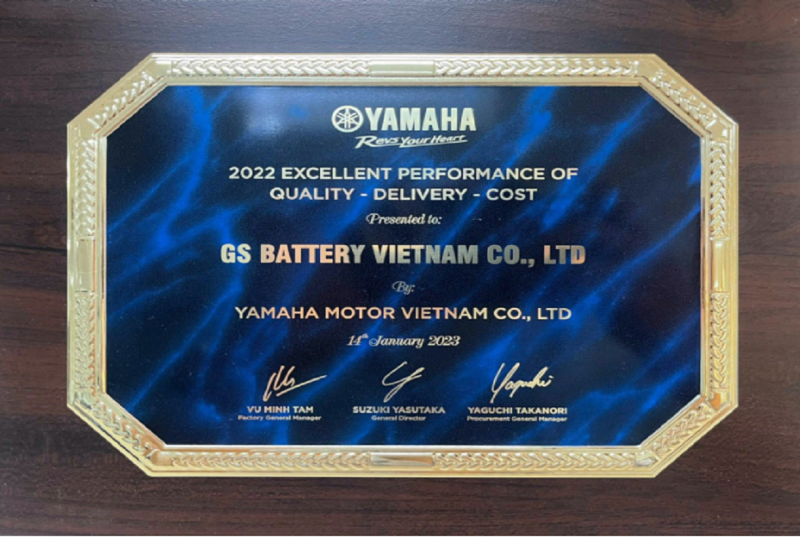 YAMAHA
Revs Your Heart
2022 EXCELLENT PERFORMANCE OF
QUALITY - DELIVERY - COST
Presented to:
GS BATTERY VIETNAM CO., LTD
By:
YAMAHA MOTOR VIETNAM CO., LTD
14th January 2023
Yaguchi
VU MINH TAM SUZUKI YASUTAKA YAGUCHI TAKANORI
Factory General Manager General Director Procurement General Manager